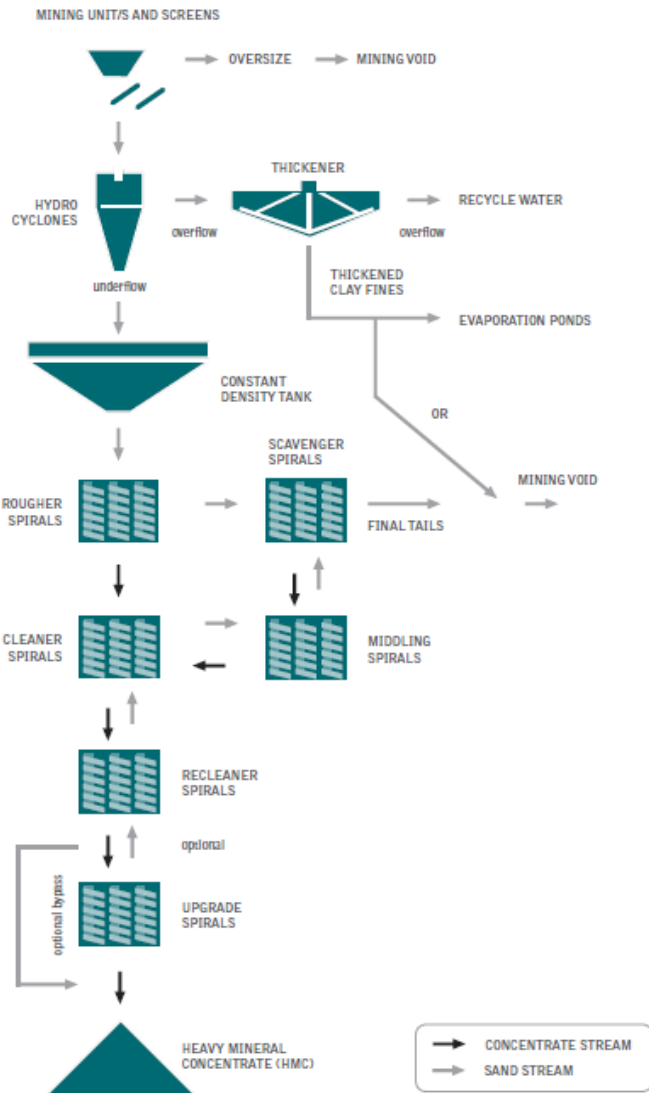 MINING UNIT/S AND SCREENS
OVERSIZE
MINING VOID
THICKENER
HYDRO
CYCLONES
RECYCLE WATER
overflow
overflow
underflow
THICKENED
CLAY FINES
EVAPORATION PONDS
CONSTANT
DENSITY TANK
OR
SCAVENGER
SPIRALS
MINING VOID
ROUGHER
SPIRALS
FINAL TAILS
CLEANER
SPIRALS
MIDDLING
SPIRALS
RECLEANER
SPIRALS
optional
optional bypass
UPGRADE
SPIRALS
HEAVY MINERAL
CONCENTRATE (HMC)
CONCENTRATE STREAM
SAND STREAM